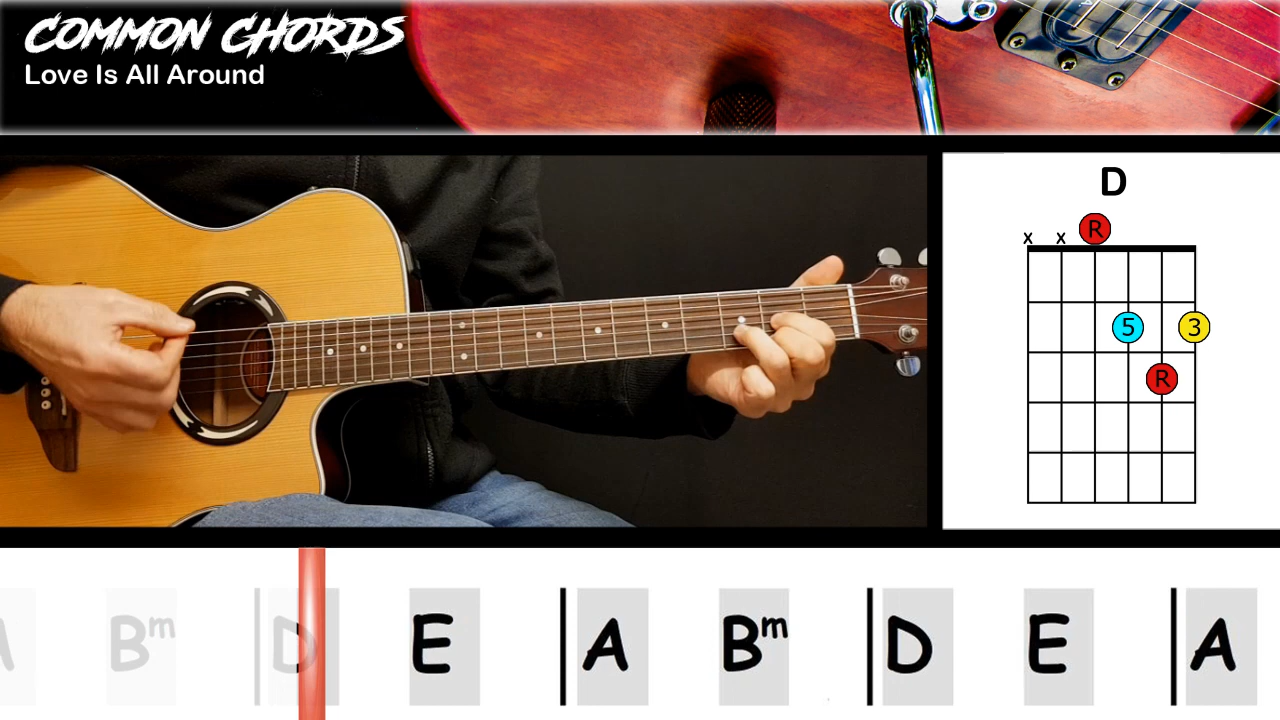 COMMON CHORDS
Love Is All Around
D
x x R
5 3
R
A Bm D E A Bm D E A